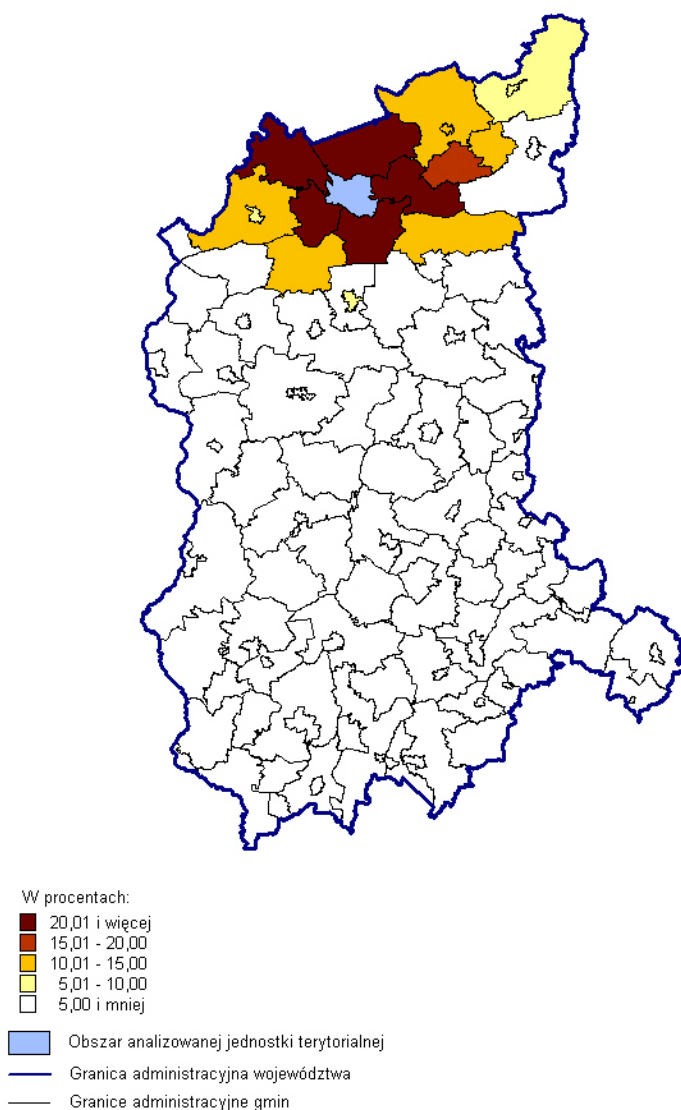 W procentach:
20,01 i więcej
15,01 - 20,00
10,01 - 15,00
5,01 - 10,00
5,00 i mniej
Obszar analizowanej jednostki terytorialnej
Granica administracyjna województwa
Granice administracyjne gmin